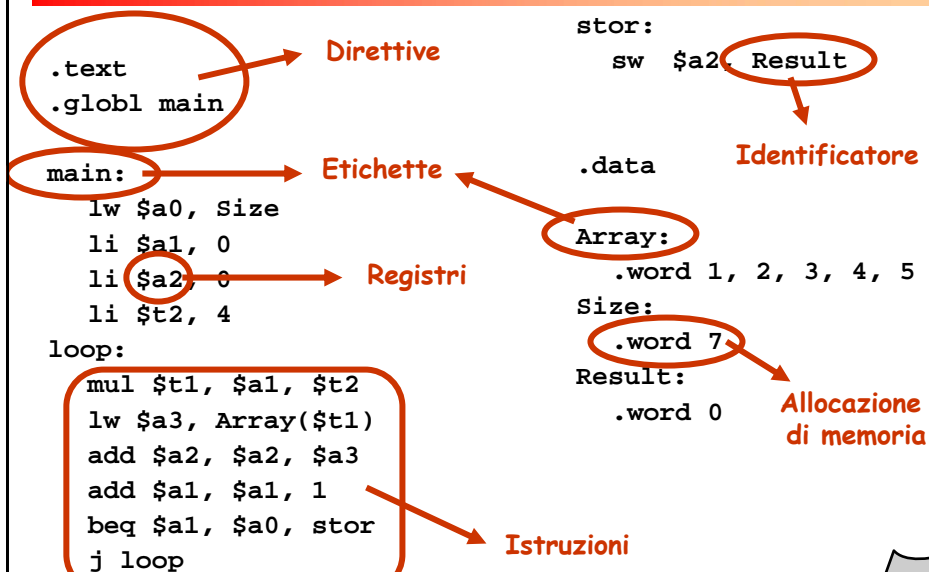 .text
.globl main
Direttive
main:
Etichette
lw $a0, Size
li $a1, 0
li $a2, 0
Registri
li $t2, 4
loop:
mul $t1, $a1, $t2
lw $a3, Array($t1)
add $a2, $a2, $a3
add $a1, $a1, 1
beq $a1, $a0, stor
j loop
Istruzioni
stor:
sw $a2, Result
Identificatore
.data
Array:
.word 1, 2, 3, 4, 5
Size:
.word 7
Result:
.word 0
Allocazione
di memoria